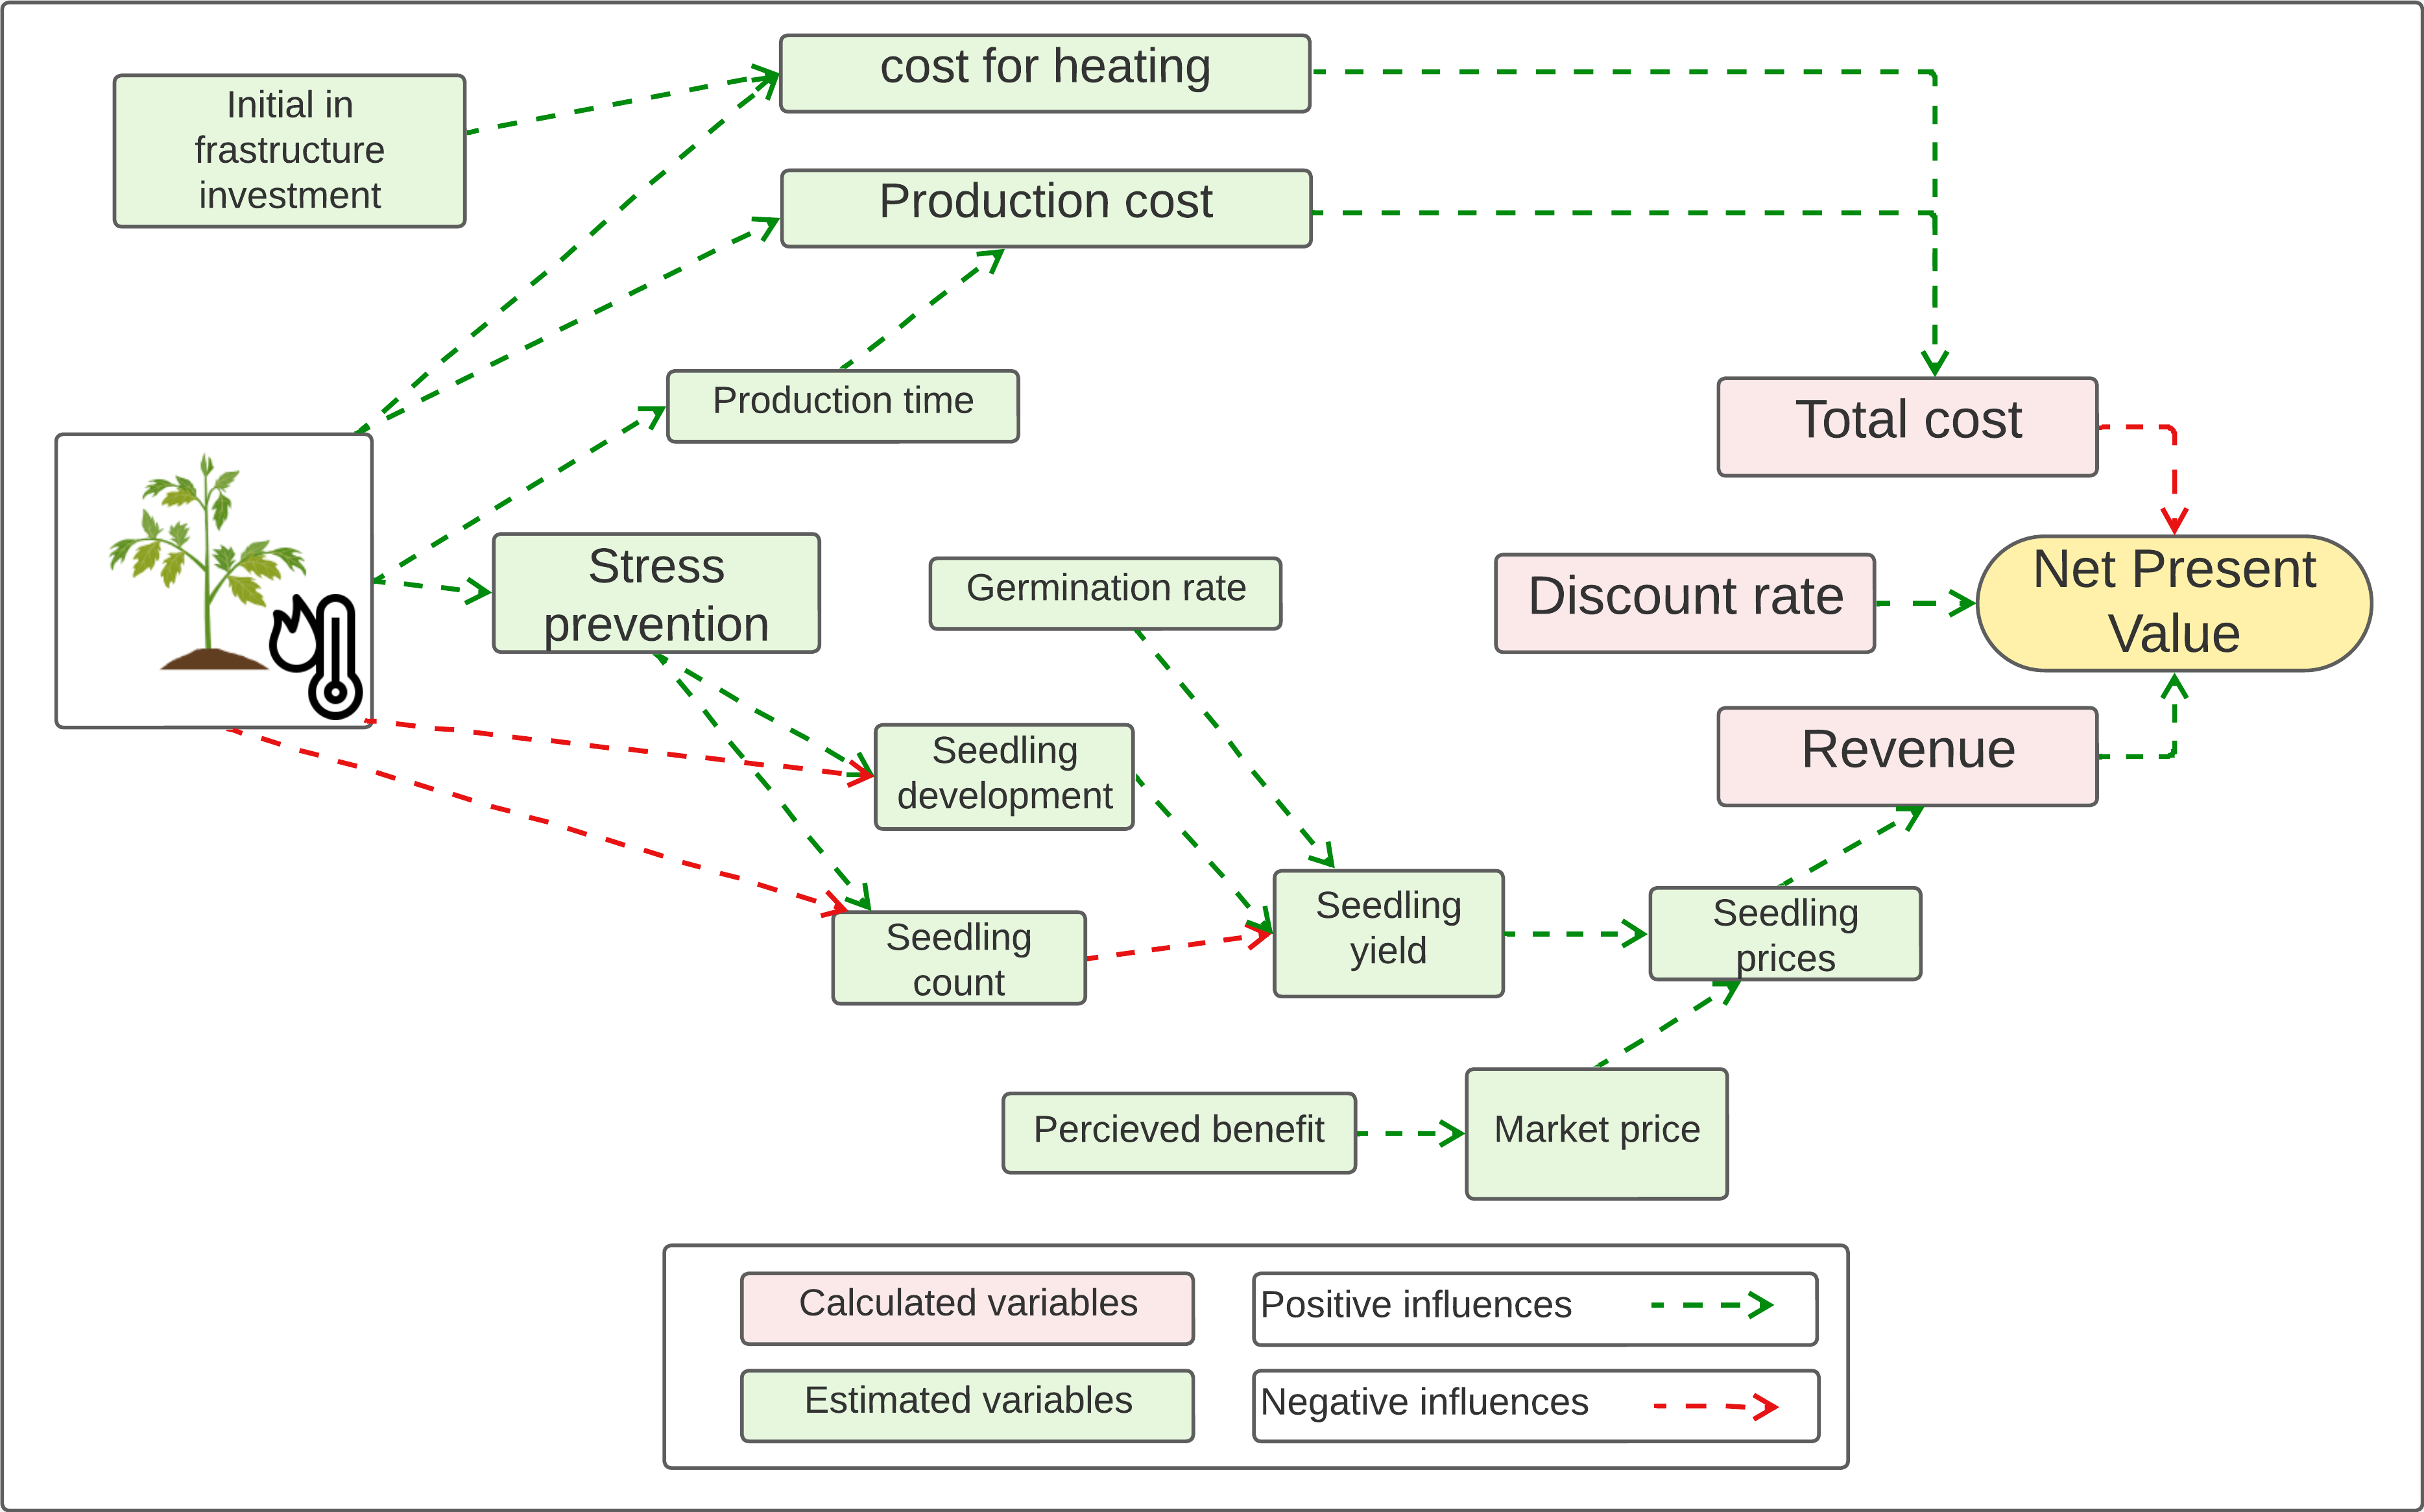 cost for heating
Initial in
frastructure
investment
Production cost
Production time
Total cost
Stress
prevention
Germination rate
Discount rate
Net Present
Value
Seedling
development
Revenue
Seedling
count
Seedling
yield
Seedling
prices
Percieved benefit
Market price
Calculated variables
Positive influences
Estimated variables
Negative influences